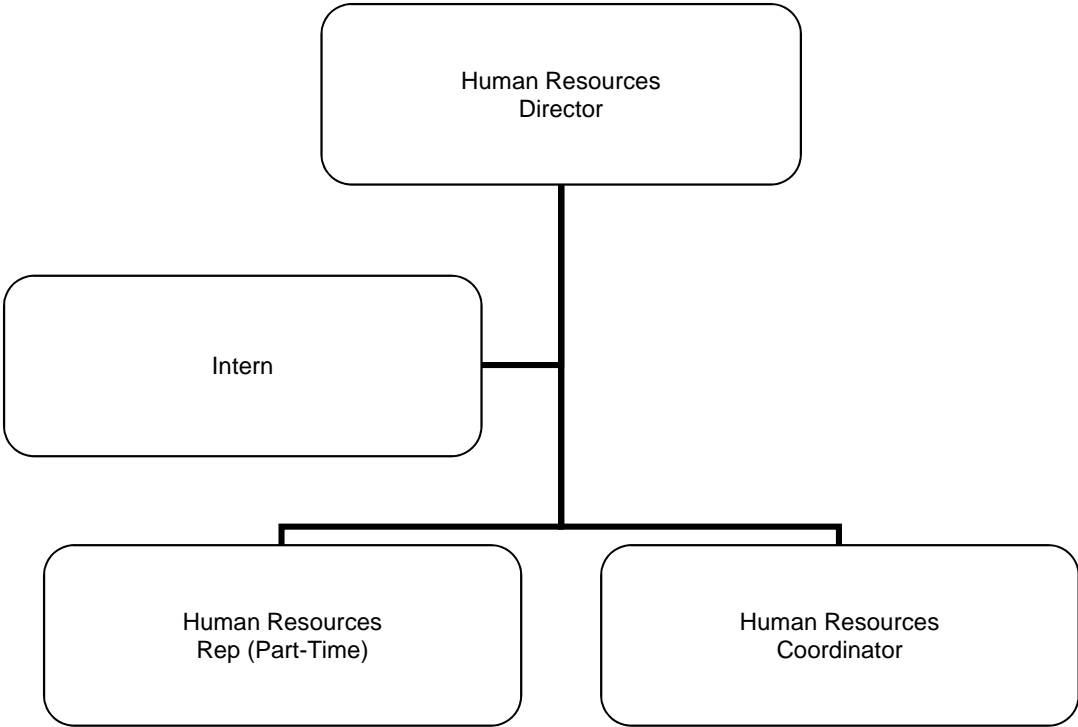 Human Resources
Director
Intern
Human Resources
Rep (Part-Time)
Human Resources
Coordinator